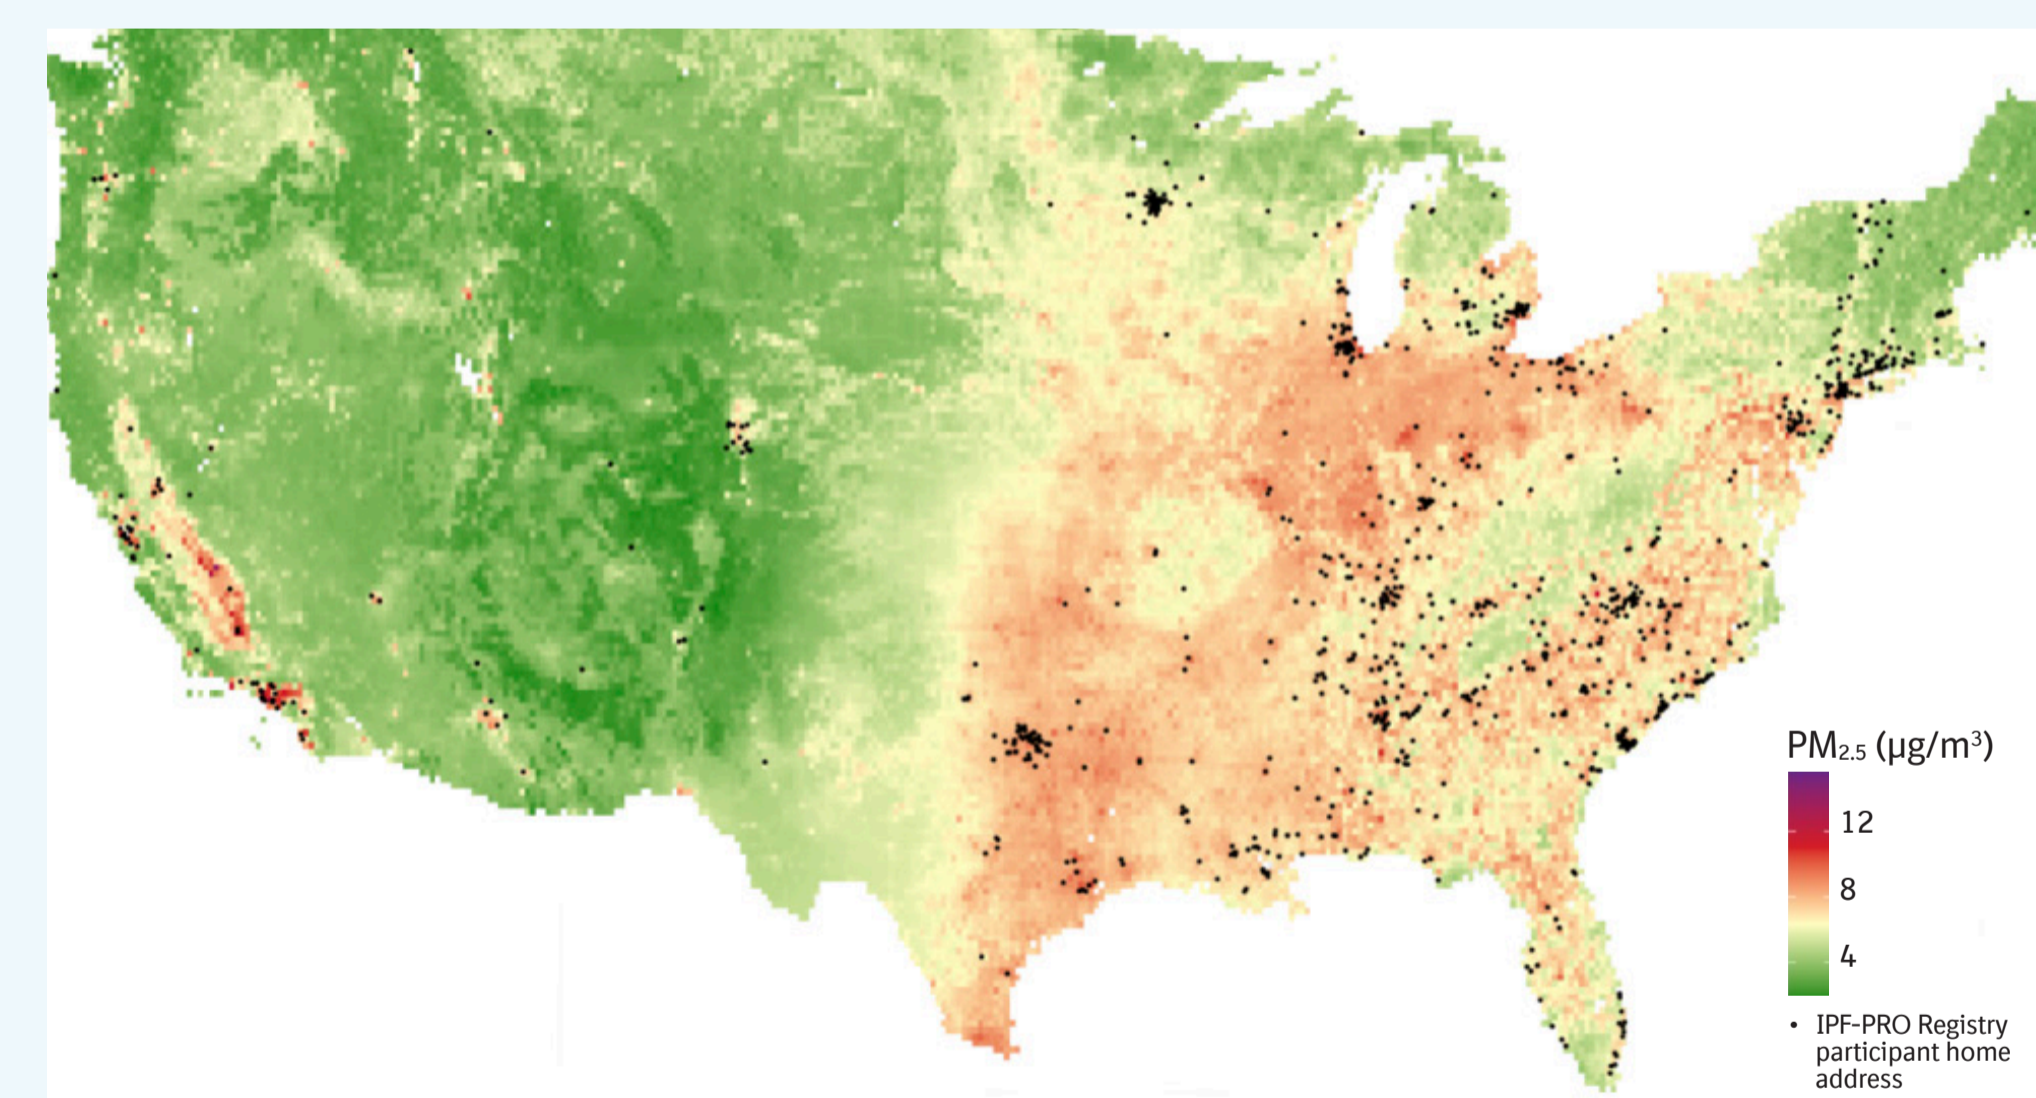 PM2.5 (µg/m³)
12
8
4
• IPF-PRO Registry
participant home
address